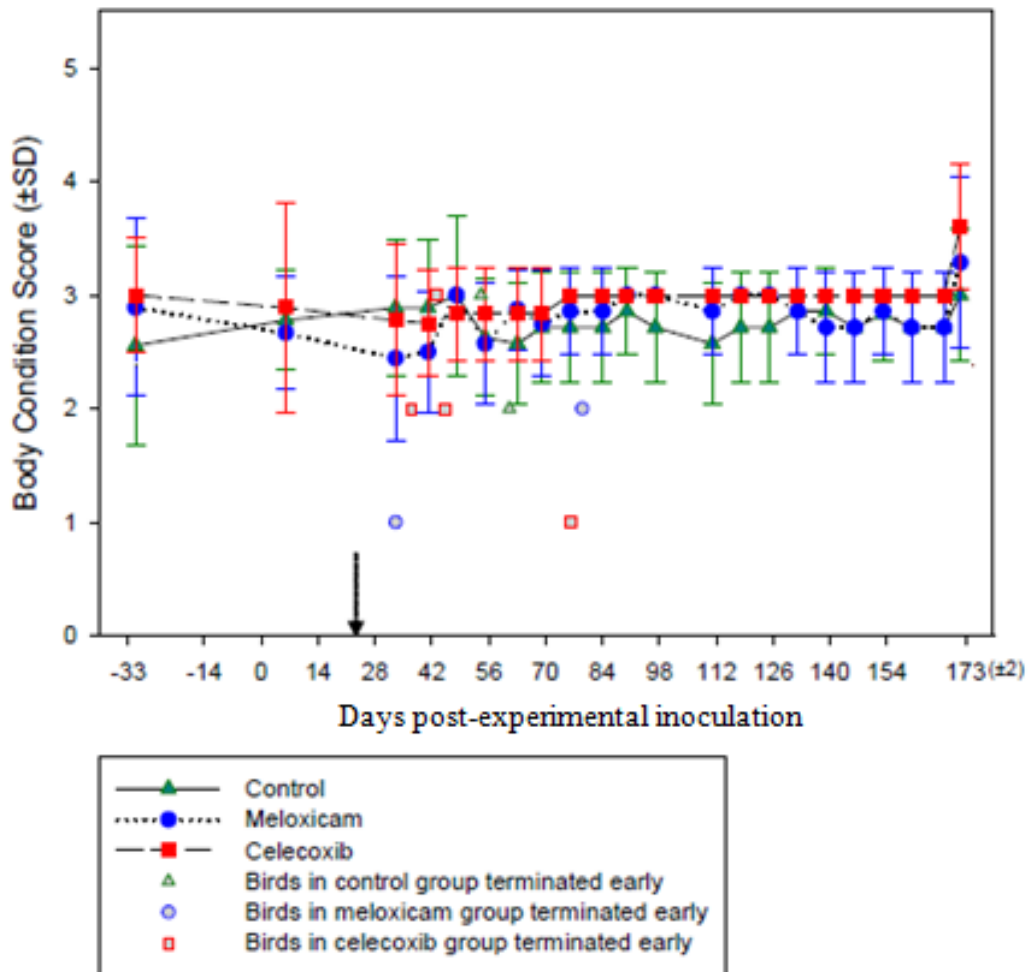 Body Condition Score (±SD)
5
4
3
2
1
0
-33 -14 0 14 28 42 56 70 84 98 112 126 140 154 173(±2)
Days post-experimental inoculation
Control
Meloxicam
Celecoxib
Birds in control group terminated early
Birds in meloxicam group terminated early
Birds in celecoxib group terminated early